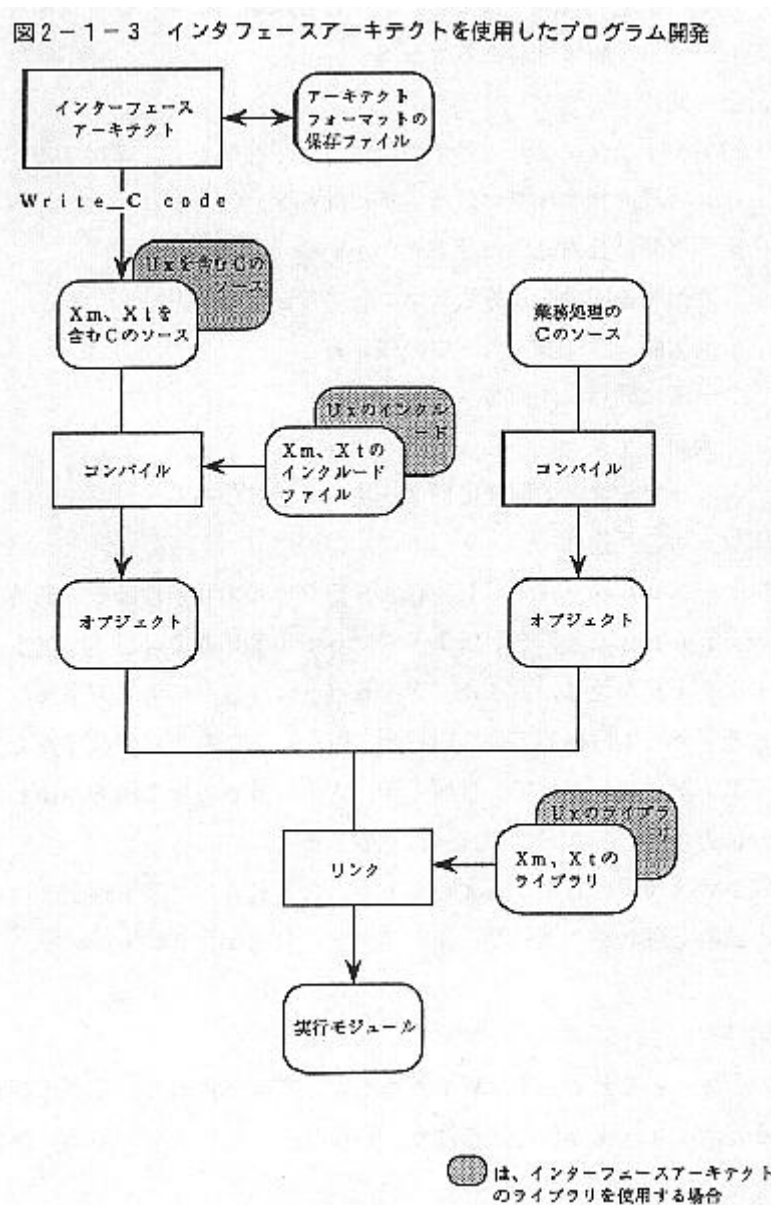 図2-1-3 インタフェースアーキテクトを使用したプログラム開発
インターフェース
アーキテクト
アーキテクト
フォーマットの
保存ファイル
Write_C code
Uxを含むCの
ソース
Xm、Xtを
含むCのソース
業務処理の
Cのソース
Uxのインクル
ード
Xm、Xtの
インクルード
ファイル
コンパイル
コンパイル
オブジェクト
オブジェクト
Uxのライブラ
リ
Xm、Xtの
ライブラリ
リンク
実行モジュール
は、インターフェースアーキテクト
のライブラリを使用する場合